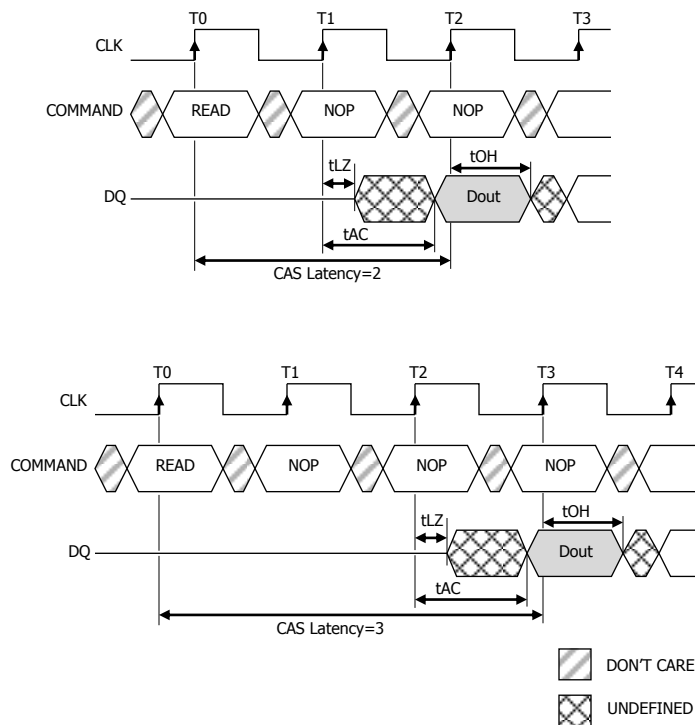 T0 T1 T2 T3
CLK
COMMAND READ NOP NOP
tLZ tOH
DQ Dout
tAC
CAS Latency=2
T0 T1 T2 T3 T4
CLK
COMMAND READ NOP NOP NOP
tLZ tOH
DQ Dout
tAC
CAS Latency=3
DON'T CARE
UNDEFINED